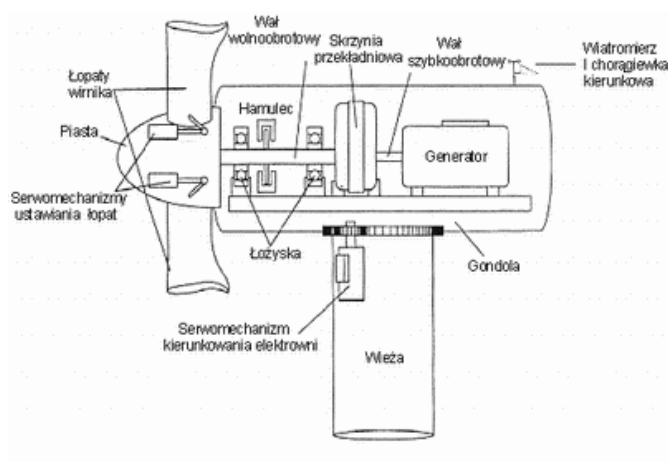 Wał
wolnoobrotowy
Skrzynia
przekładniowa
Wał
szybkoobrotowy
Wiatromierz
I chorągiewka
kierunkowa
Łopaty
wirnika
Hamulec
Piasta
Generator
Serwomechanizmy
ustawiania łopat
Łożyska
Gondola
Serwomechanizm
kierunkowania elektrowni
Wieża